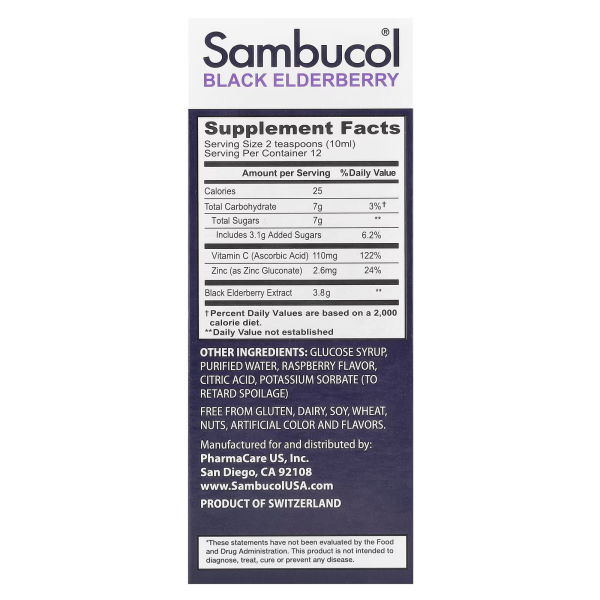 Sambucol®
BLACK ELDERBERRY
Supplement Facts
Serving Size 2 teaspoons (10ml)
Serving Per Container 12
Amount per Serving %Daily Value
Calories 25
Total Carbohydrate 7g 3%†
Total Sugars 7g **
Includes 3.1g Added Sugars 6.2%
Vitamin C (Ascorbic Acid) 110mg 122%
Zinc (as Zinc Gluconate) 2.6mg 24%
Black Elderberry Extract 3.8g **
†Percent Daily Values are based on a 2,000
calorie diet.
**Daily Value not established
OTHER INGREDIENTS: GLUCOSE SYRUP,
PURIFIED WATER, RASPBERRY FLAVOR,
CITRIC ACID, POTASSIUM SORBATE (TO
RETARD SPOILAGE)
FREE FROM GLUTEN, DAIRY, SOY, WHEAT,
NUTS, ARTIFICIAL COLOR AND FLAVORS.
Manufactured for and distributed by:
PharmaCare US, Inc.
San Diego, CA 92108
www.SambucolUSA.com
PRODUCT OF SWITZERLAND
*These statements have not been evaluated by the Food
and Drug Administration. This product is not intended to
diagnose, treat, cure or prevent any disease.